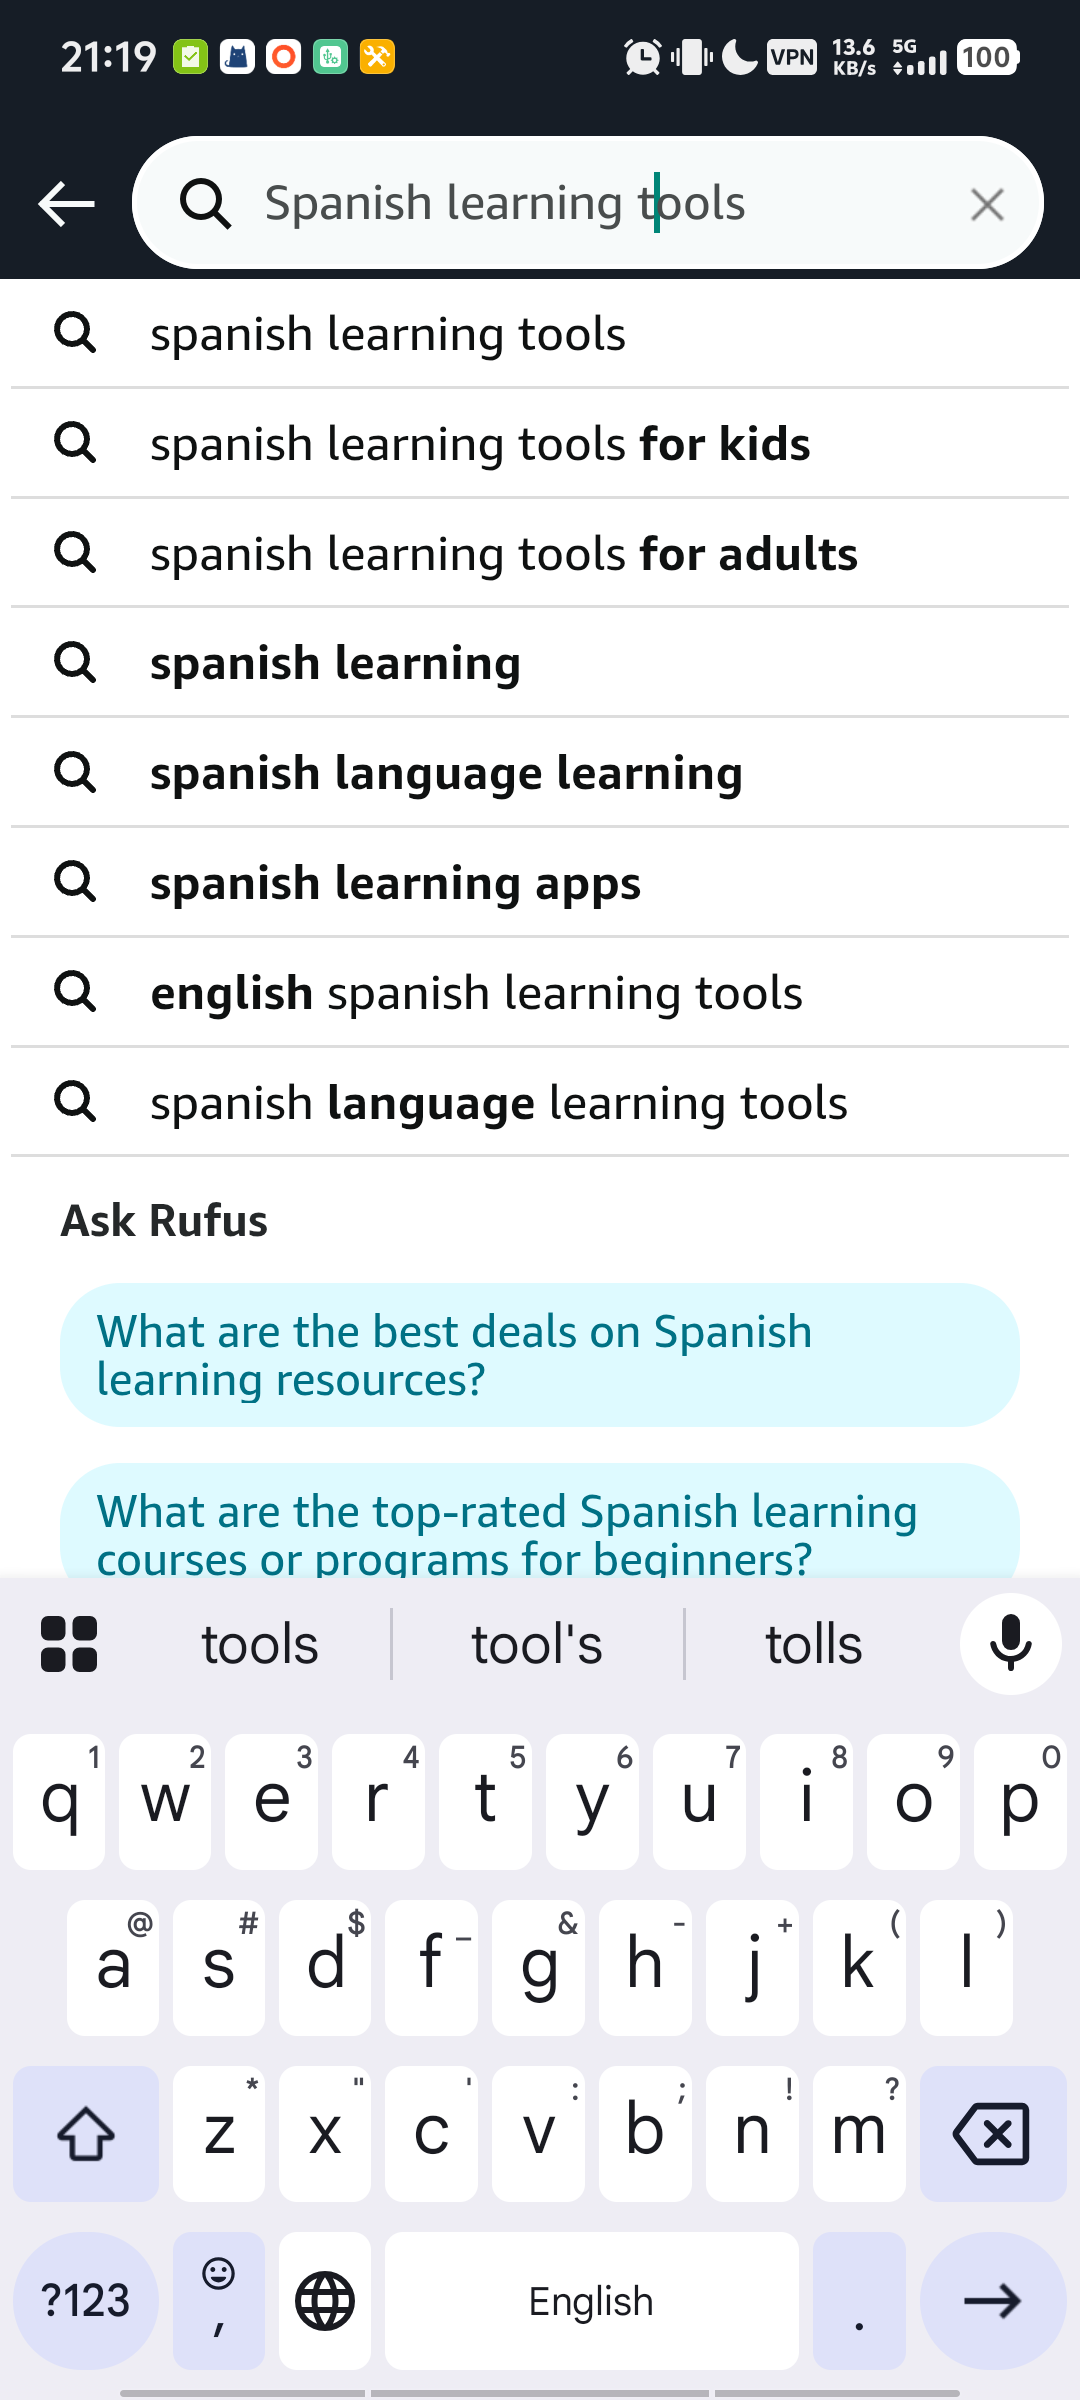 21:19 VPN 13.6 KB/s 5G 100
Spanish learning tools
spanish learning tools
spanish learning tools for kids
spanish learning tools for adults
spanish learning
spanish language learning
spanish learning apps
english spanish learning tools
spanish language learning tools
Ask Rufus
What are the best deals on Spanish
learning resources?
What are the top-rated Spanish learning
courses or programs for beginners?
tools tool's tolls
1 2 3 4 5 6 7 8 9 0
q w e r t y u i o p
@ # $ _ & - + ( )
a s d f g h j k l
* " ' : ; ! ?
z x c v b n m
?123 , English .